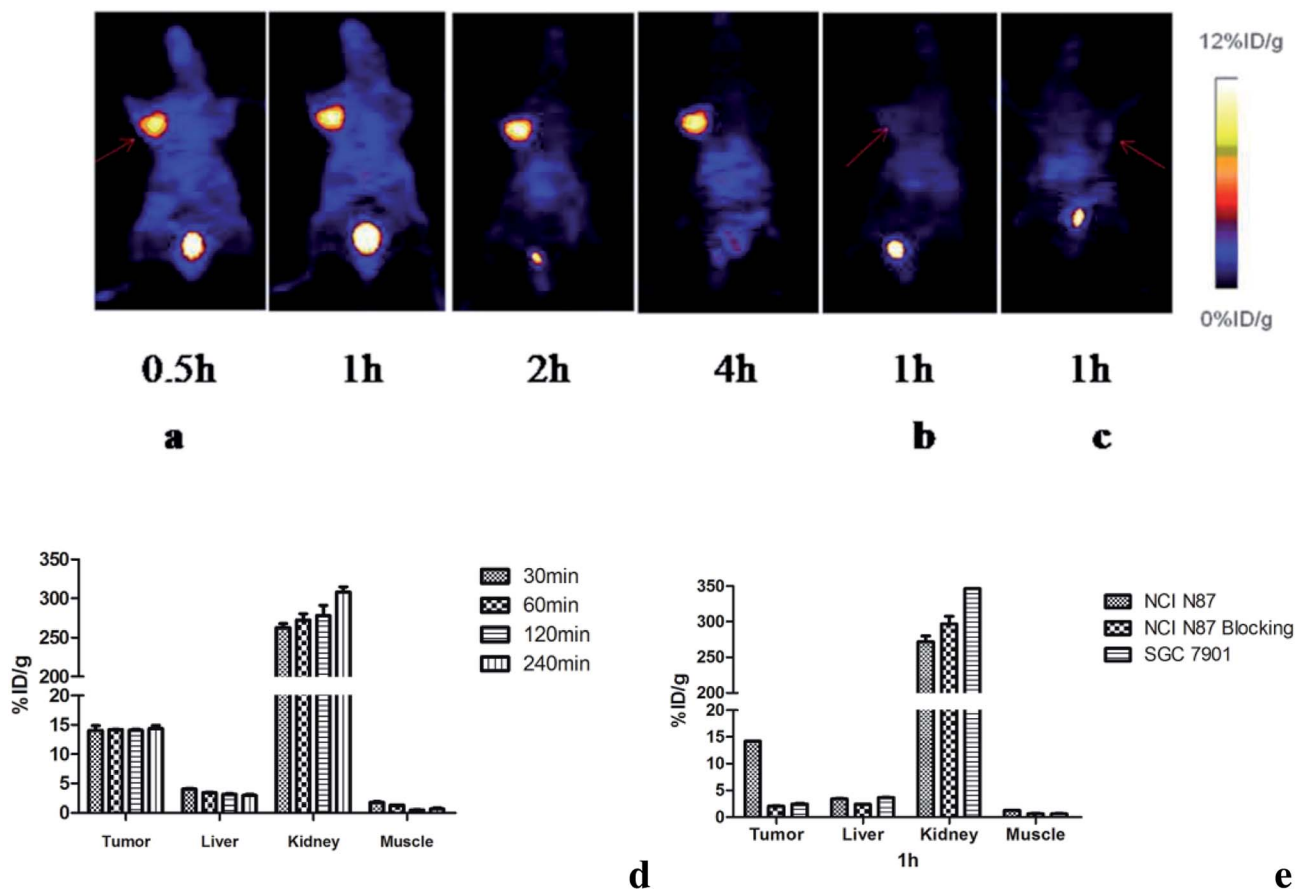 12%ID/g
0%ID/g
0.5h 1h 2h 4h 1h 1h
a b c
350
300
250
200
20
15
10
5
0
%ID/g
Tumor Liver Kidney Muscle
30min
60min
120min
240min
d
350
300
250
200
20
15
10
5
0
%ID/g
Tumor Liver Kidney Muscle
1h
NCI N87
NCI N87 Blocking
SGC 7901
e